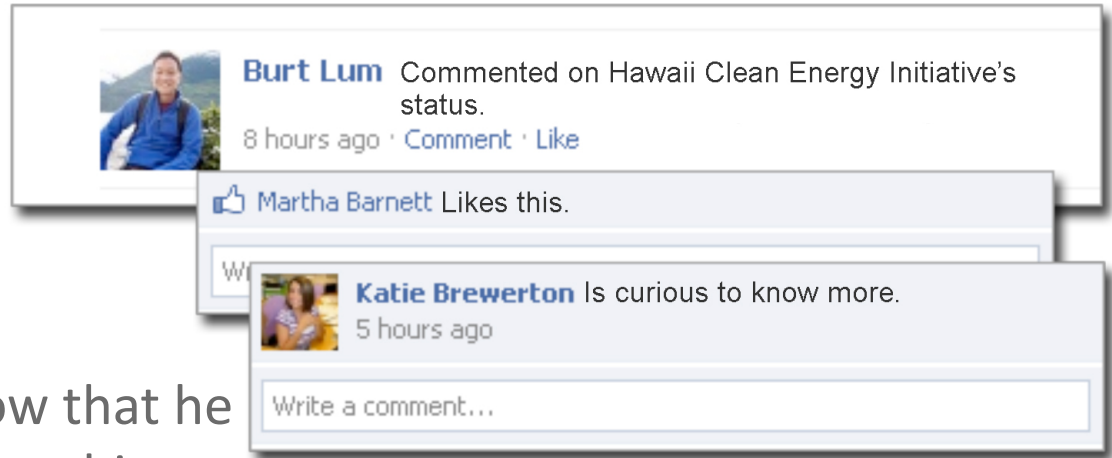 Burt Lum Commented on Hawaii Clean Energy Initiative's
status.
8 hours ago · Comment · Like
Martha Barnett Likes this.
Katie Brewerton Is curious to know more.
5 hours ago
that he
Write a comment...